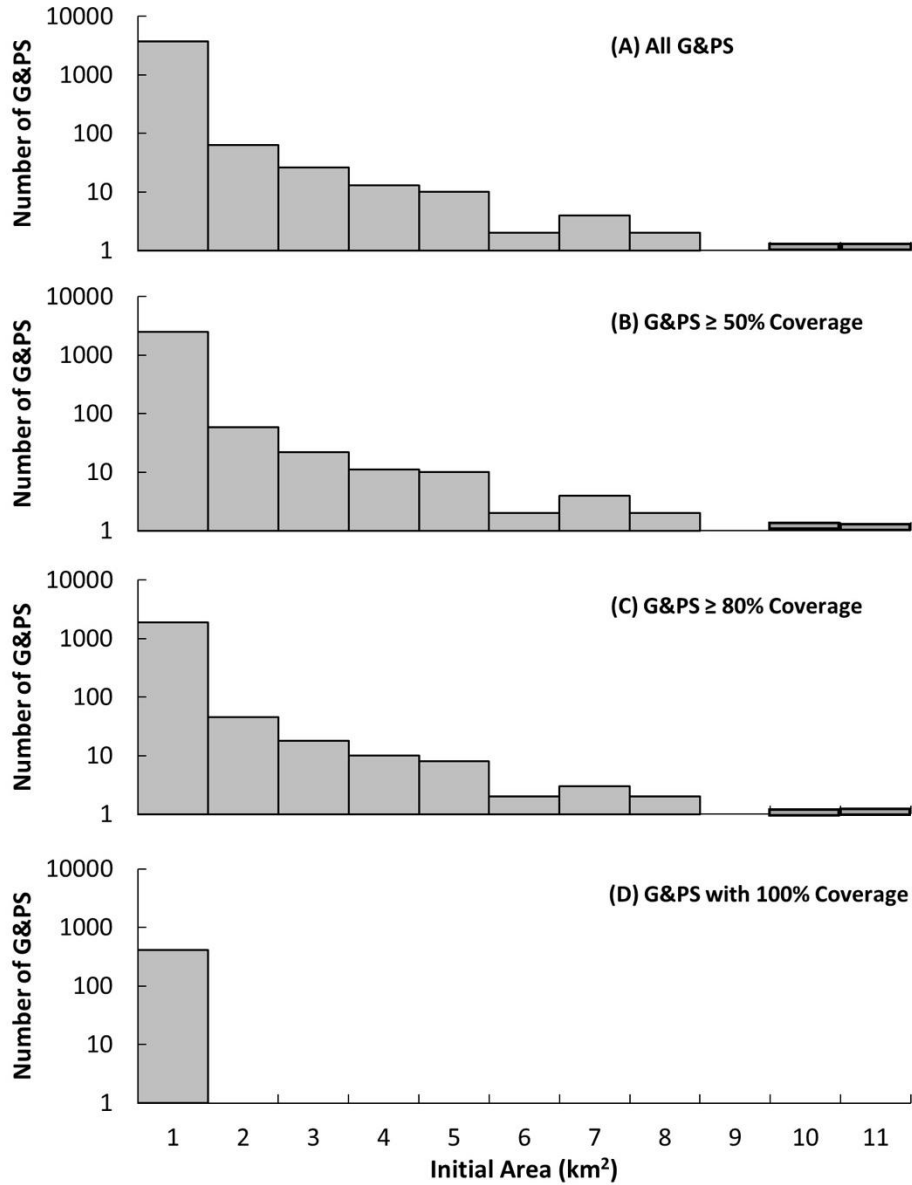 (A) All G&PS
Number of G&PS
10000
1000
100
10
1
(B) G&PS ≥ 50% Coverage
Number of G&PS
10000
1000
100
10
1
(C) G&PS ≥ 80% Coverage
Number of G&PS
10000
1000
100
10
1
(D) G&PS with 100% Coverage
Number of G&PS
10000
1000
100
10
1
1 2 3 4 5 6 7 8 9 10 11
Initial Area (km²)